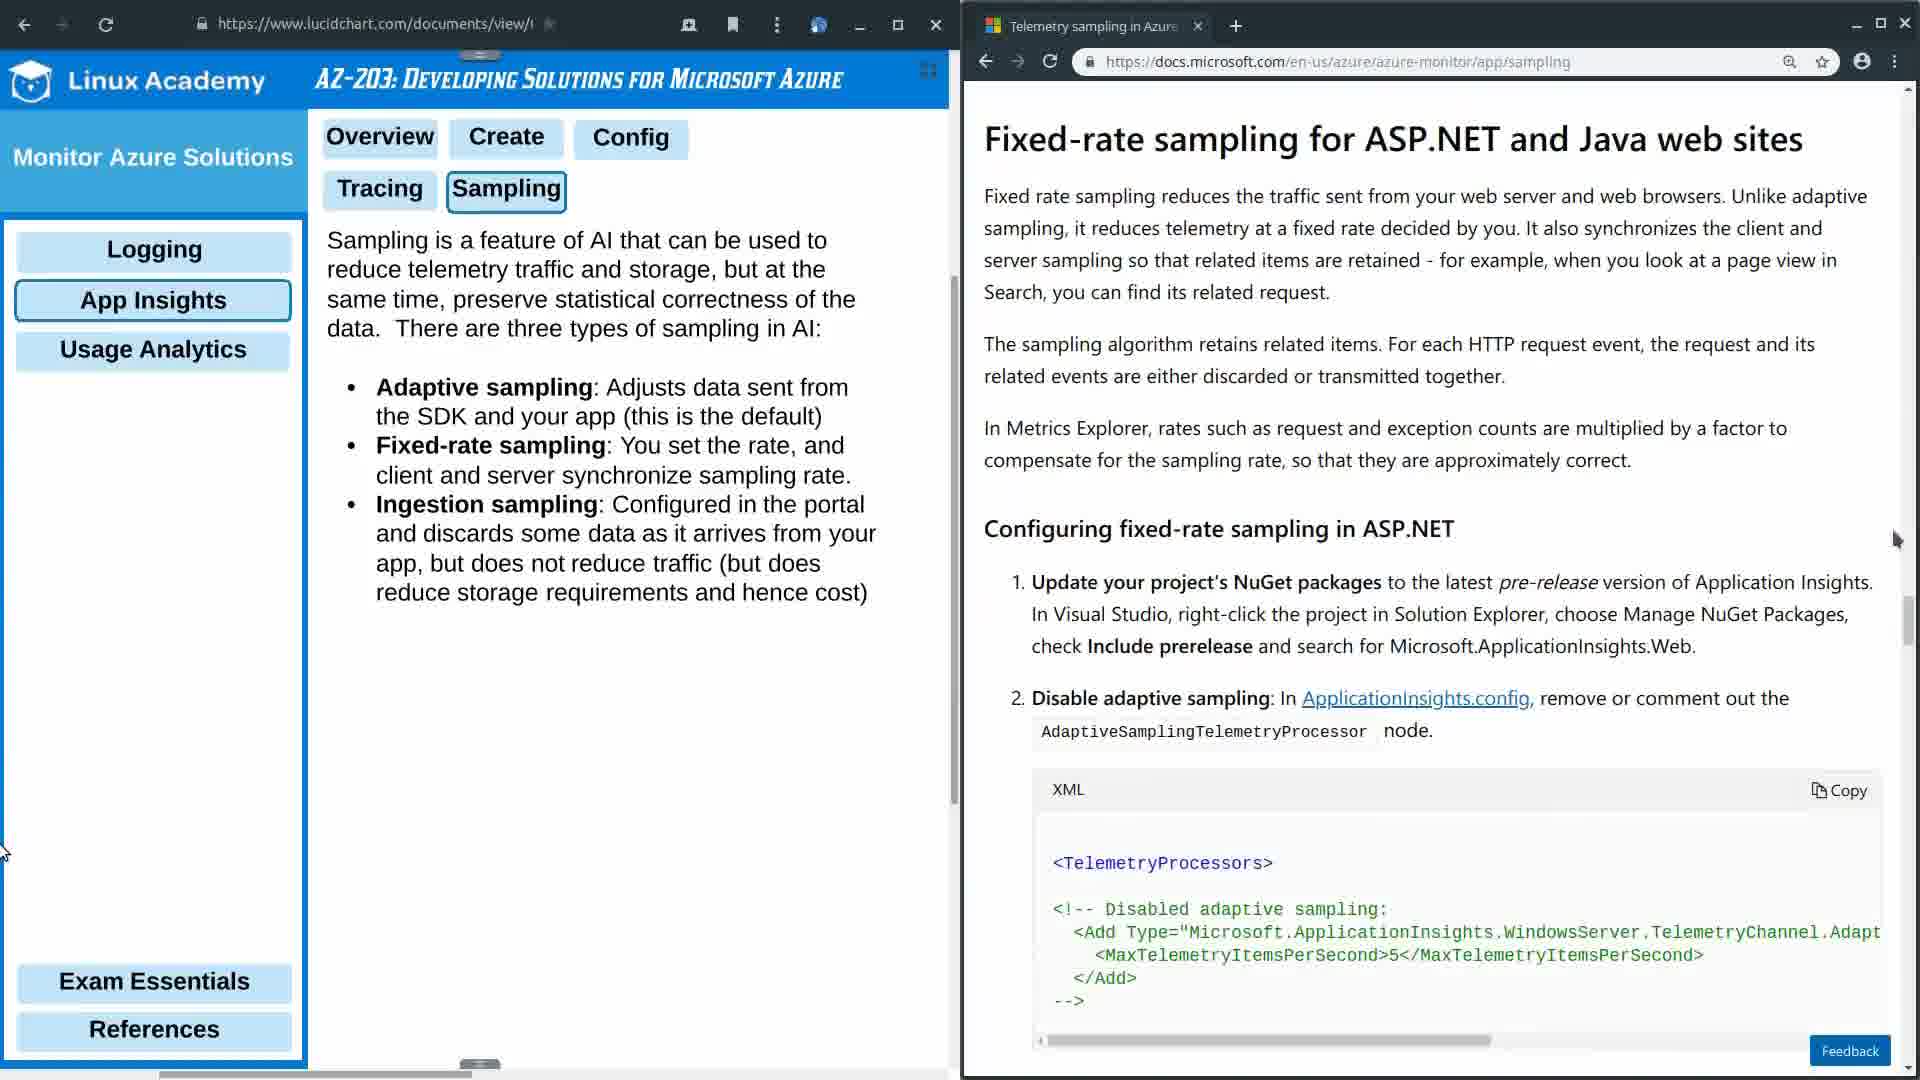 https://www.lucidchart.com/documents/view/
Linux Academy
AZ-203: Developing Solutions for Microsoft Azure
Monitor Azure Solutions
Logging
App Insights
Usage Analytics
Exam Essentials
References
Overview
Create
Config
Tracing
Sampling
Sampling is a feature of AI that can be used to
reduce telemetry traffic and storage, but at the
same time, preserve statistical correctness of the
data.  There are three types of sampling in AI:
• Adaptive sampling: Adjusts data sent from
the SDK and your app (this is the default)
• Fixed-rate sampling: You set the rate, and
client and server synchronize sampling rate.
• Ingestion sampling: Configured in the portal
and discards some data as it arrives from your
app, but does not reduce traffic (but does
reduce storage requirements and hence cost)
Telemetry sampling in Azure
https://docs.microsoft.com/en-us/azure/azure-monitor/app/sampling
Fixed-rate sampling for ASP.NET and Java web sites
Fixed rate sampling reduces the traffic sent from your web server and web browsers. Unlike adaptive
sampling, it reduces telemetry at a fixed rate decided by you. It also synchronizes the client and
server sampling so that related items are retained - for example, when you look at a page view in
Search, you can find its related request.
The sampling algorithm retains related items. For each HTTP request event, the request and its
related events are either discarded or transmitted together.
In Metrics Explorer, rates such as request and exception counts are multiplied by a factor to
compensate for the sampling rate, so that they are approximately correct.
Configuring fixed-rate sampling in ASP.NET
1. Update your project's NuGet packages to the latest pre-release version of Application Insights.
In Visual Studio, right-click the project in Solution Explorer, choose Manage NuGet Packages,
check Include prerelease and search for Microsoft.ApplicationInsights.Web.
2. Disable adaptive sampling: In ApplicationInsights.config, remove or comment out the
AdaptiveSamplingTelemetryProcessor node.
XML
Copy
<TelemetryProcessors>
<!-- Disabled adaptive sampling:
<Add Type="Microsoft.ApplicationInsights.WindowsServer.TelemetryChannel.Adapt
<MaxTelemetryItemsPerSecond>5</MaxTelemetryItemsPerSecond>
</Add>
-->
Feedback